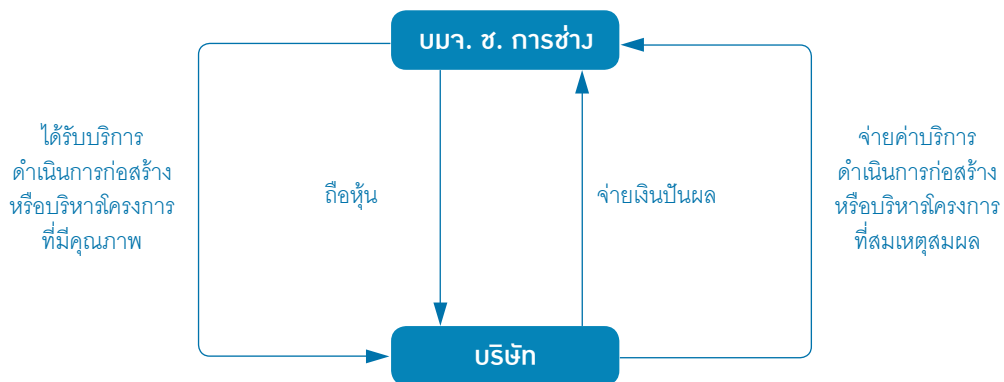 บมจ. ช. การช่าง
ได้รับบริการ
ดำเนินการก่อสร้าง
หรือบริหารโครงการ
ที่มีคุณภาพ
ถือหุ้น
จ่ายเงินปันผล
จ่ายค่าบริการ
ดำเนินการก่อสร้าง
หรือบริหารโครงการ
ที่สมเหตุสมผล
บริษัท